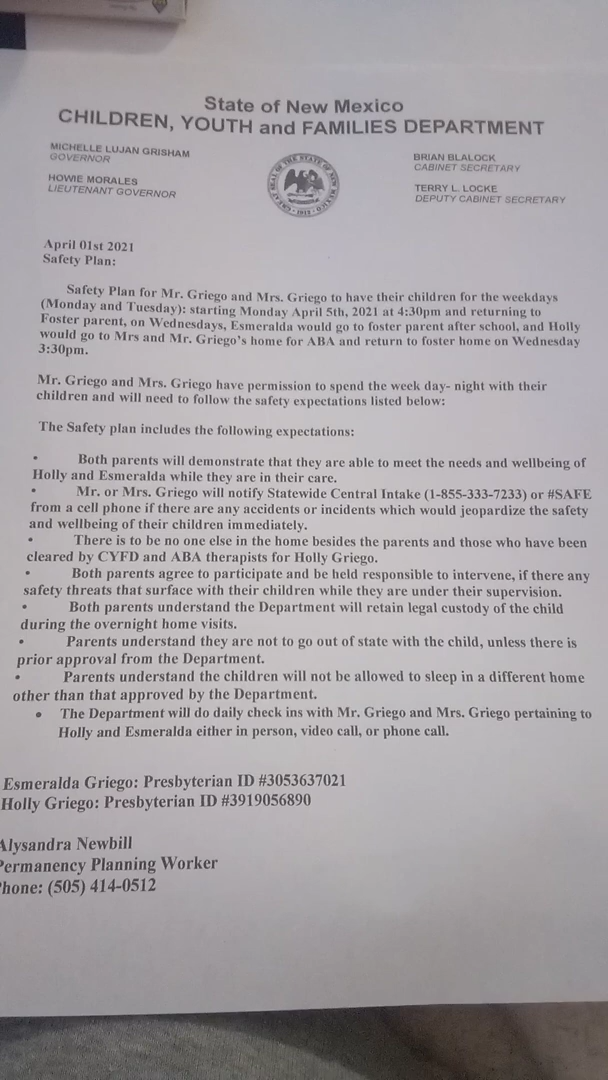 State of New Mexico
CHILDREN, YOUTH and FAMILIES DEPARTMENT
MICHELLE LUJAN GRISHAM
GOVERNOR
HOWIE MORALES
LIEUTENANT GOVERNOR
BRIAN BLALOCK
CABINET SECRETARY
TERRY L. LOCKE
DEPUTY CABINET SECRETARY
GREAT SEAL OF THE STATE OF NEW MEXICO
1912
April 01st 2021
Safety Plan:
Safety Plan for Mr. Griego and Mrs. Griego to have their children for the weekdays
(Monday and Tuesday): starting Monday April 5th, 2021 at 4:30pm and returning to
Foster parent, on Wednesdays, Esmeralda would go to foster parent after school, and Holly
would go to Mrs and Mr. Griego's home for ABA and return to foster home on Wednesday
3:30pm.
Mr. Griego and Mrs. Griego have permission to spend the week day- night with their
children and will need to follow the safety expectations listed below:
The Safety plan includes the following expectations:
• Both parents will demonstrate that they are able to meet the needs and wellbeing of
Holly and Esmeralda while they are in their care.
• Mr. or Mrs. Griego will notify Statewide Central Intake (1-855-333-7233) or #SAFE
from a cell phone if there are any accidents or incidents which would jeopardize the safety
and wellbeing of their children immediately.
• There is to be no one else in the home besides the parents and those who have been
cleared by CYFD and ABA therapists for Holly Griego.
• Both parents agree to participate and be held responsible to intervene, if there any
safety threats that surface with their children while they are under their supervision.
• Both parents understand the Department will retain legal custody of the child
during the overnight home visits.
• Parents understand they are not to go out of state with the child, unless there is
prior approval from the Department.
• Parents understand the children will not be allowed to sleep in a different home
other than that approved by the Department.
• The Department will do daily check ins with Mr. Griego and Mrs. Griego pertaining to
Holly and Esmeralda either in person, video call, or phone call.
Esmeralda Griego: Presbyterian ID #3053637021
Holly Griego: Presbyterian ID #3919056890
Alysandra Newbill
Permanency Planning Worker
Phone: (505) 414-0512